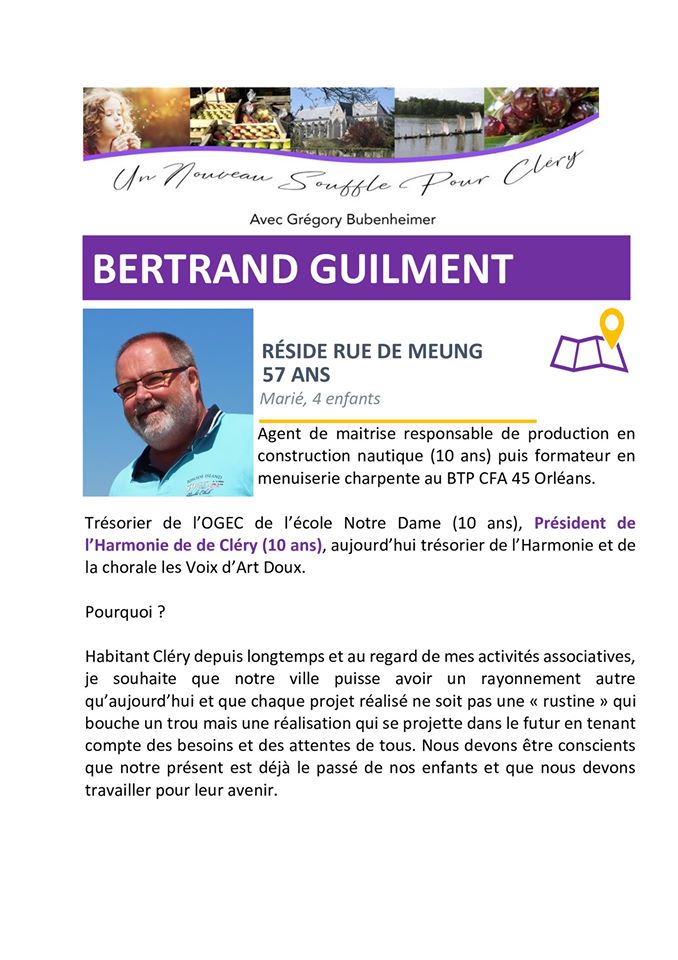 Un Nouveau Souffle Pour Cléry
Avec Grégory Bubenheimer
BERTRAND GUILMENT
RÉSIDE RUE DE MEUNG
57 ANS
Marié, 4 enfants
Agent de maitrise responsable de production en
construction nautique (10 ans) puis formateur en
menuiserie charpente au BTP CFA 45 Orléans.
Trésorier de l’OGEC de l’école Notre Dame (10 ans), Président de
l’Harmonie de de Cléry (10 ans), aujourd’hui trésorier de l’Harmonie et de
la chorale les Voix d’Art Doux.
Pourquoi ?
Habitant Cléry depuis longtemps et au regard de mes activités associatives,
je souhaite que notre ville puisse avoir un rayonnement autre
qu’aujourd’hui et que chaque projet réalisé ne soit pas une « rustine » qui
bouche un trou mais une réalisation qui se projette dans le futur en tenant
compte des besoins et des attentes de tous. Nous devons être conscients
que notre présent est déjà le passé de nos enfants et que nous devons
travailler pour leur avenir.